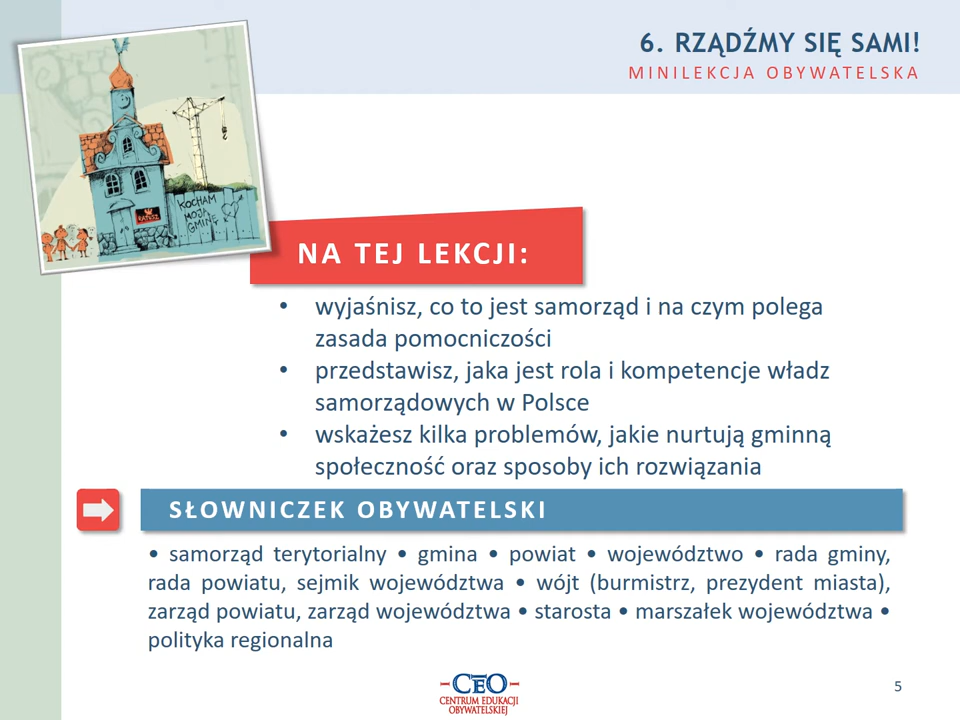 6. RZĄDŹMY SIĘ SAMI!
MINILEKCJA OBYWATELSKA
RATUSZ
KOCHAM
MOJĄ
GMINĘ
NA TEJ LEKCJI:
• wyjaśnisz, co to jest samorząd i na czym polega
zasada pomocniczości
• przedstawisz, jaka jest rola i kompetencje władz
samorządowych w Polsce
• wskażesz kilka problemów, jakie nurtują gminną
społeczność oraz sposoby ich rozwiązania
SŁOWNICZEK OBYWATELSKI
• samorząd terytorialny • gmina • powiat • województwo • rada gminy,
rada powiatu, sejmik województwa • wójt (burmistrz, prezydent miasta),
zarząd powiatu, zarząd województwa • starosta • marszałek województwa •
polityka regionalna
CEO
CENTRUM EDUKACJI
OBYWATELSKIEJ
5